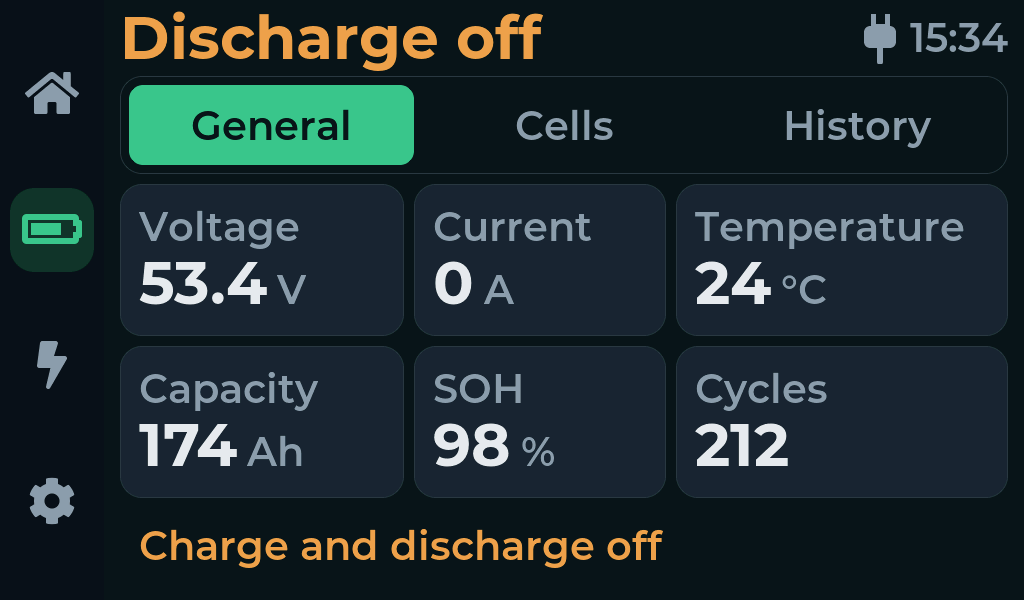 Discharge off
15:34
General Cells History
Voltage Current Temperature
53.4 V 0 A 24 °C
Capacity SOH Cycles
174 Ah 98 % 212
Charge and discharge off